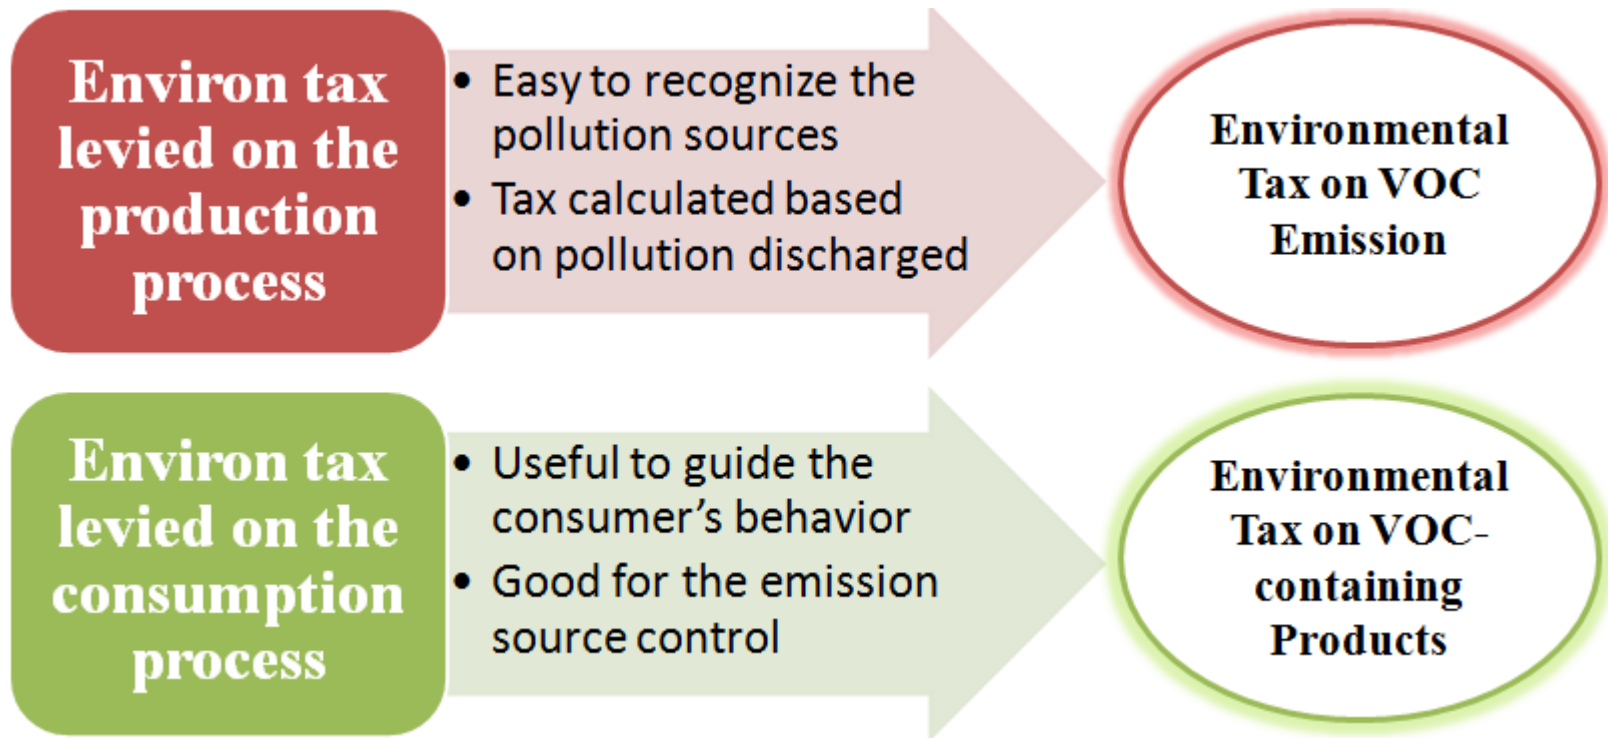 Environ tax
levied on the
production
process
• Easy to recognize the
pollution sources
• Tax calculated based
on pollution discharged
Environmental
Tax on VOC
Emission
Environ tax
levied on the
consumption
process
• Useful to guide the
consumer’s behavior
• Good for the emission
source control
Environmental
Tax on VOC-
containing
Products